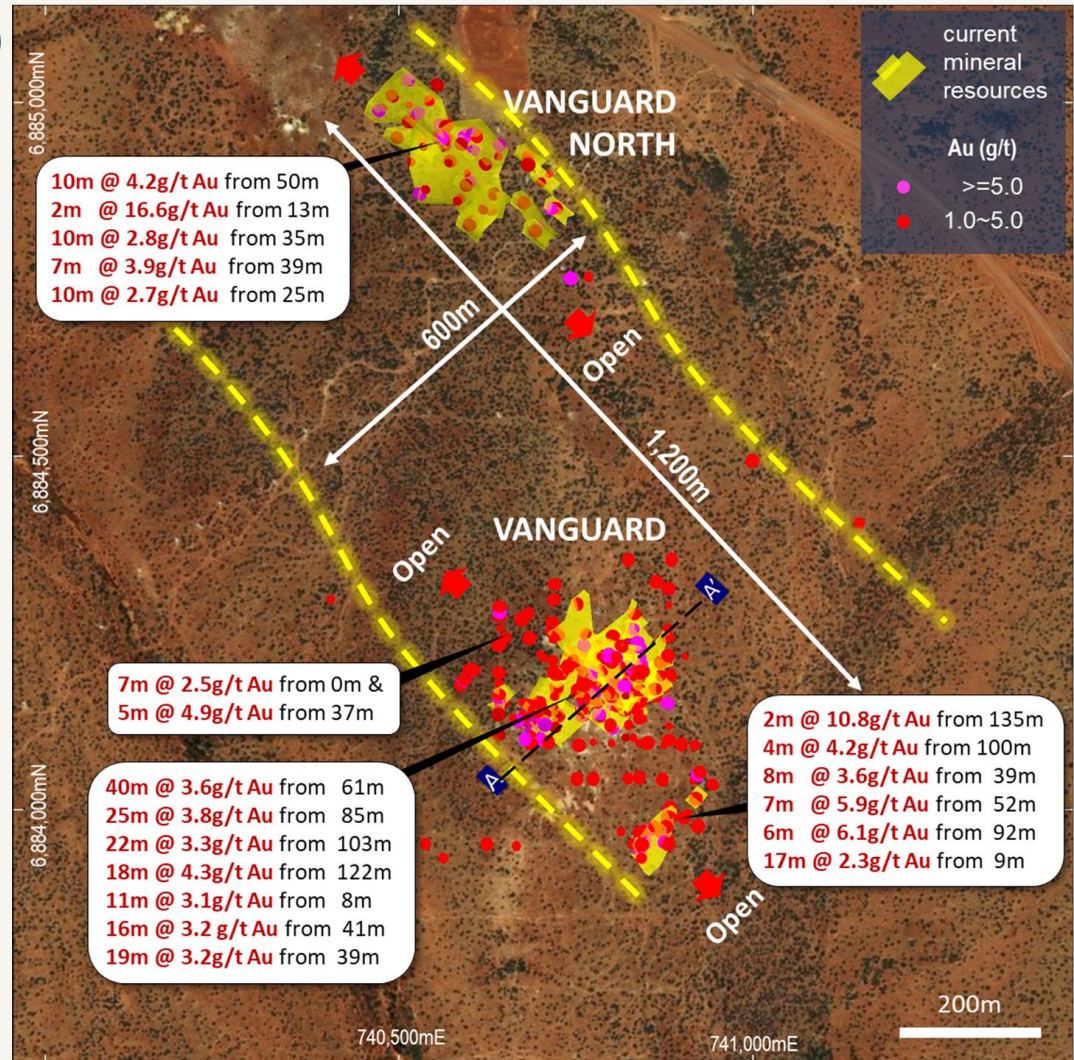 current
mineral
resources
Au (g/t)
>=5.0
1.0~5.0
VANGUARD
NORTH
6,885,000mN
10m @ 4.2g/t Au from 50m
2m @ 16.6g/t Au from 13m
10m @ 2.8g/t Au from 35m
7m @ 3.9g/t Au from 39m
10m @ 2.7g/t Au from 25m
600m
Open
1,200m
6,884,500mN
VANGUARD
Open
A'
7m @ 2.5g/t Au from 0m &
5m @ 4.9g/t Au from 37m
A
40m @ 3.6g/t Au from 61m
25m @ 3.8g/t Au from 85m
22m @ 3.3g/t Au from 103m
18m @ 4.3g/t Au from 122m
11m @ 3.1g/t Au from 8m
16m @ 3.2 g/t Au from 41m
19m @ 3.2g/t Au from 39m
2m @ 10.8g/t Au from 135m
4m @ 4.2g/t Au from 100m
8m @ 3.6g/t Au from 39m
7m @ 5.9g/t Au from 52m
6m @ 6.1g/t Au from 92m
17m @ 2.3g/t Au from 9m
6,884,000mN
Open
200m
740,500mE
741,000mE